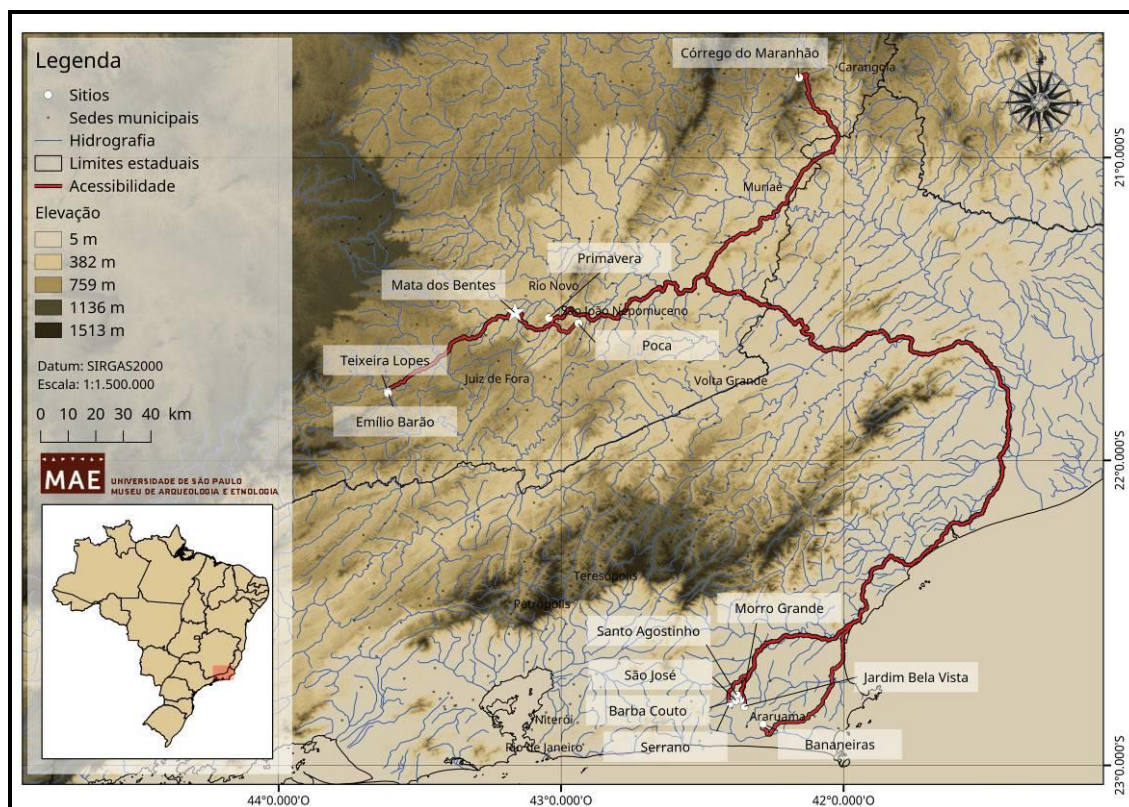 Legenda
Sitios
Sedes municipais
Hidrografia
Limites estaduais
Acessibilidade
Elevação
5 m
382 m
759 m
1136 m
1513 m
Datum: SIRGAS2000
Escala: 1:1.500.000
0 10 20 30 40 km
MAE
UNIVERSIDADE DE SÃO PAULO
MUSEU DE ARQUEOLOGIA E ETNOLOGIA
Córrego do Maranhão
Carangola
Muriaé
Primavera
Rio Novo
Mata dos Bentes
São João Nepomuceno
Poca
Teixeira Lopes
Juiz de Fora
Volta Grande
Emílio Barão
Teresópolis
Petrópolis
Morro Grande
Santo Agostinho
São José
Jardim Bela Vista
Barba Couto
Araruama
Niterói
Serrano
Bananeiras
Rio de Janeiro
21°0.000'S
22°0.000'S
23°0.000'S
44°0.000'O
43°0.000'O
42°0.000'O